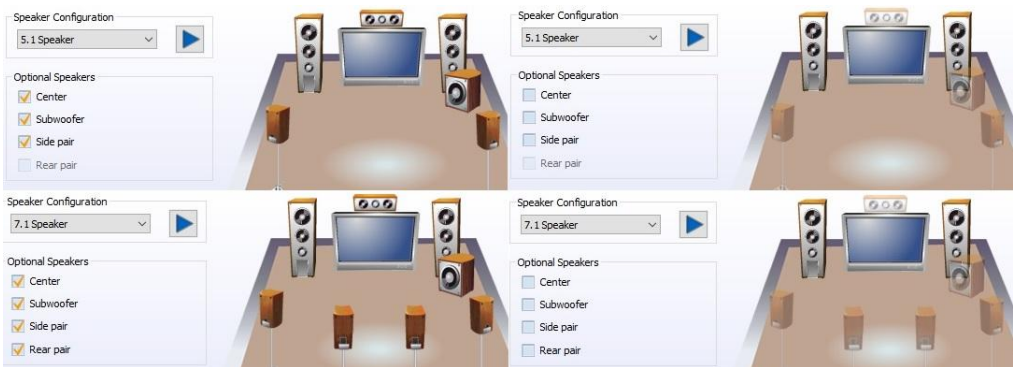 Speaker Configuration
5.1 Speaker
Optional Speakers
Center
Subwoofer
Side pair
Rear pair
Speaker Configuration
5.1 Speaker
Optional Speakers
Center
Subwoofer
Side pair
Rear pair
Speaker Configuration
7.1 Speaker
Optional Speakers
Center
Subwoofer
Side pair
Rear pair
Speaker Configuration
7.1 Speaker
Optional Speakers
Center
Subwoofer
Side pair
Rear pair